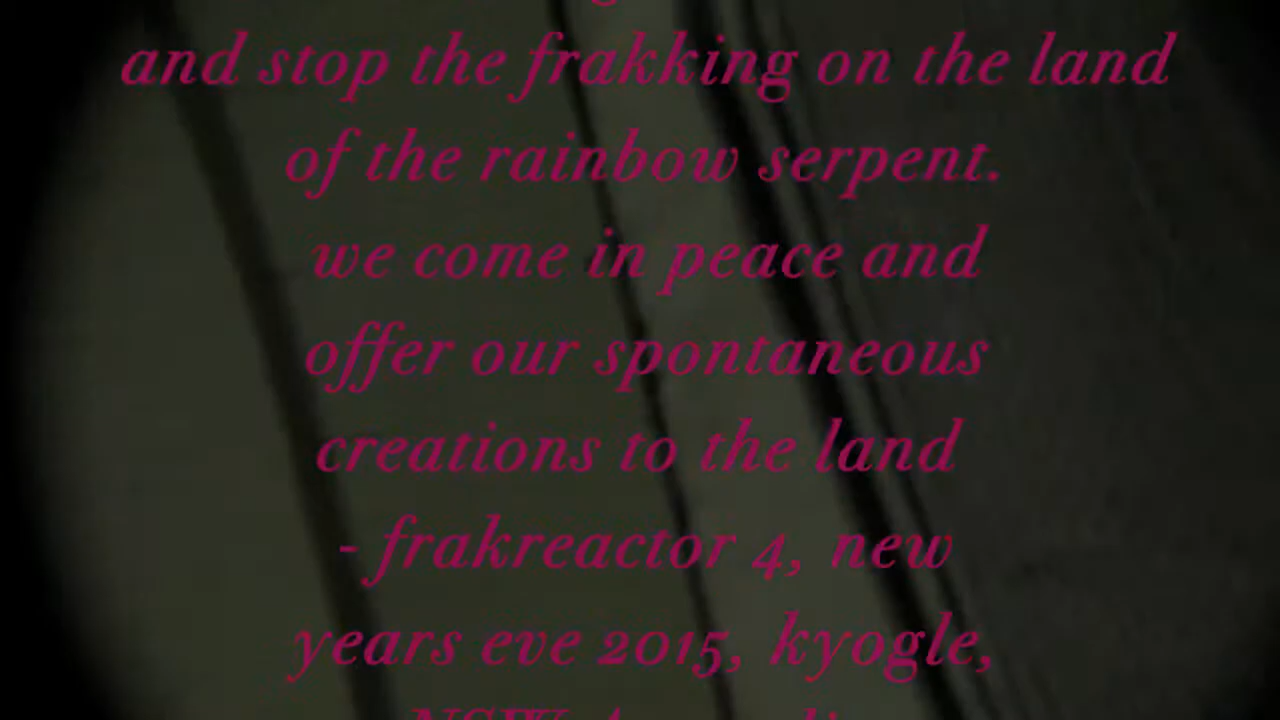 and stop the frakking on the land
of the rainbow serpent.
we come in peace and
offer our spontaneous
creations to the land
- frakreactor 4, new
years eve 2015, kyogle,